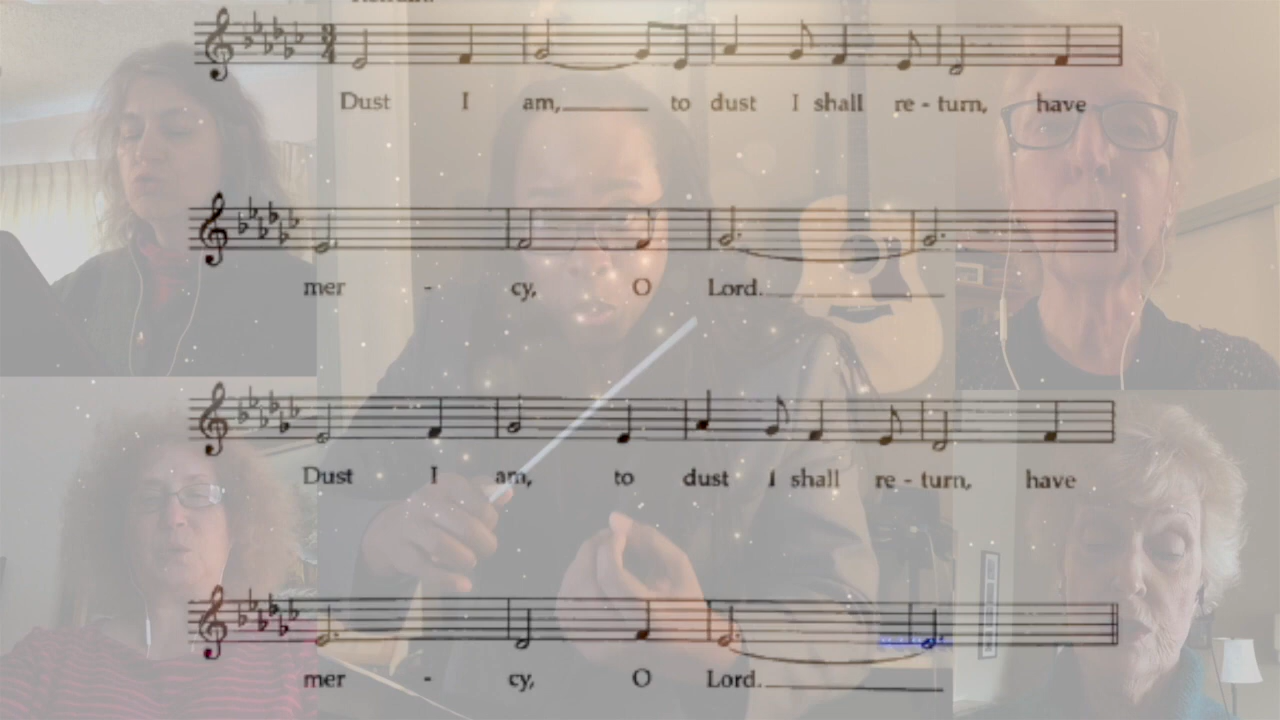 Dust I am, to dust I shall re - turn, have
mer - cy, O Lord.
Dust I am, to dust I shall re - turn, have
mer - cy, O Lord.